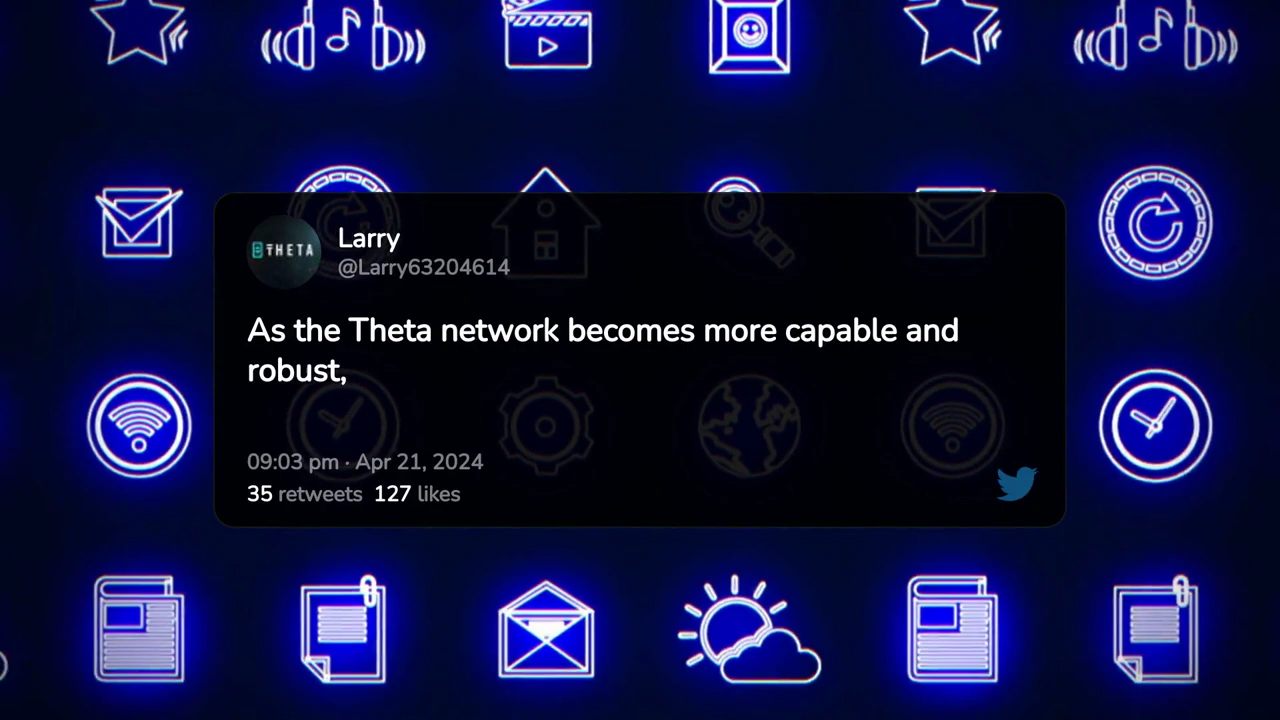 THETA
Larry
@Larry63204614
As the Theta network becomes more capable and
robust,
09:03 pm · Apr 21, 2024
35 retweets 127 likes